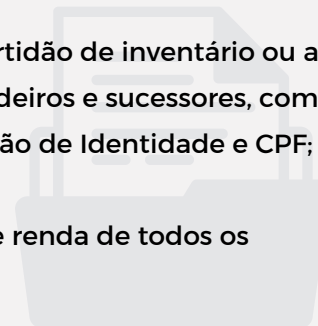 rtidão de inventário ou a
deiros e sucessores, com
ão de Identidade e CPF;
e renda de todos os